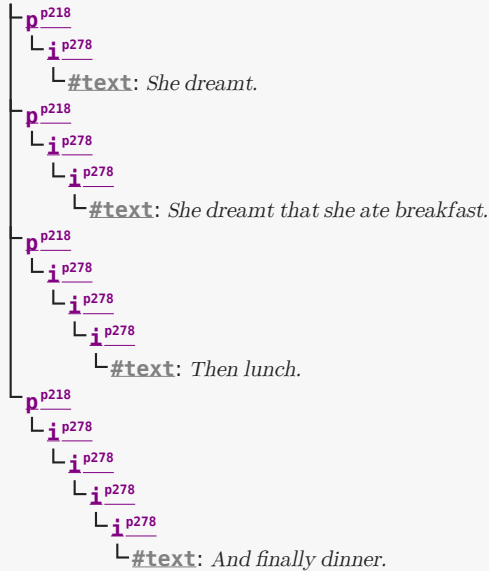 p p218
i p278
#text: She dreamt.
p p218
i p278
i p278
#text: She dreamt that she ate breakfast.
p p218
i p278
i p278
i p278
#text: Then lunch.
p p218
i p278
i p278
i p278
i p278
#text: And finally dinner.